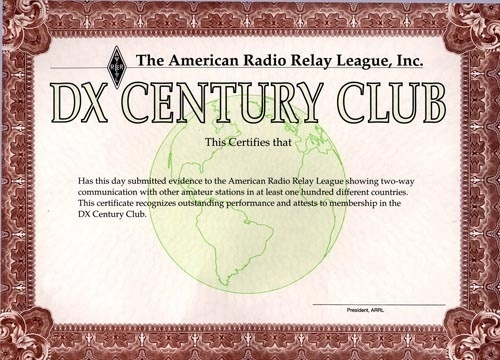 The American Radio Relay League, Inc.
DX CENTURY CLUB
This Certifies that
Has this day submitted evidence to the American Radio Relay League showing two-way
communication with other amateur stations in at least one hundred different countries.
This certificate recognizes outstanding performance and attests to membership in the
DX Century Club.
President, ARRL